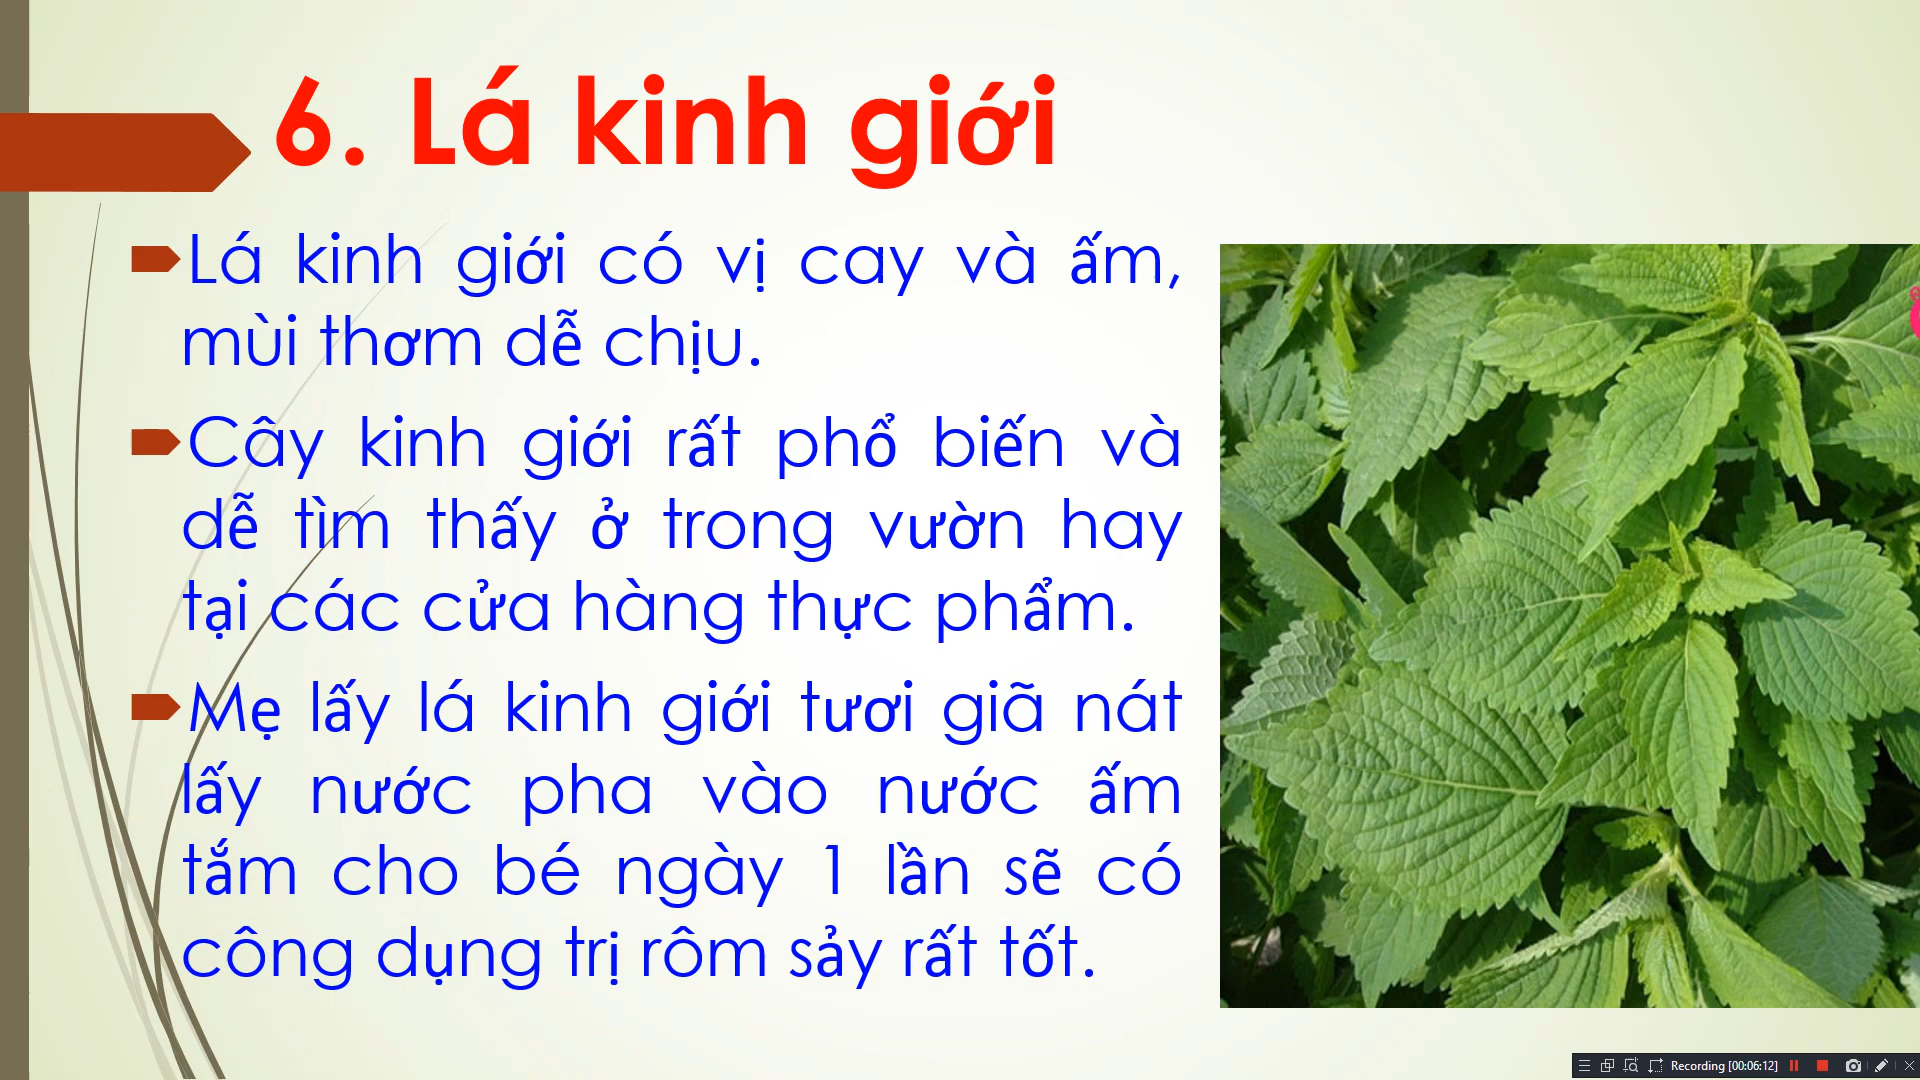 6. Lá kinh giới
Lá kinh giới có vị cay và ấm,
mùi thơm dễ chịu.
Cây kinh giới rất phổ biến và
dễ tìm thấy ở trong vườn hay
tại các cửa hàng thực phẩm.
Mẹ lấy lá kinh giới tươi giã nát
lấy nước pha vào nước ấm
tắm cho bé ngày 1 lần sẽ có
công dụng trị rôm sảy rất tốt.
Recording [00:06:12]